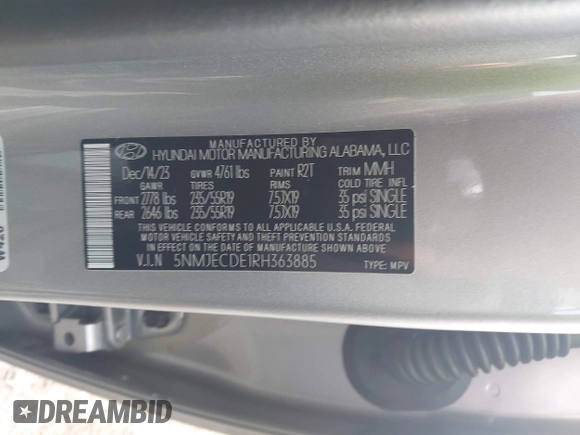 MANUFACTURED BY
HYUNDAI MOTOR MANUFACTURING ALABAMA, LLC
Dec/14/23 GVWR 4761 lbs PAINT R2T TRIM MMH
GAWR TIRES RIMS COLD TIRE INFL
FRONT 2778 lbs 235/55R19 7.5JX19 35 psi SINGLE
REAR 2646 lbs 235/55R19 7.5JX19 35 psi SINGLE
THIS VEHICLE CONFORMS TO ALL APPLICABLE U.S.A FEDERAL
MOTOR VEHICLE SAFETY AND THEFT PREVENTION STANDARDS
IN EFFECT ON THE DATE OF MANUFACTURE SHOWN ABOVE
V.I.N 5NMJECDE1RH363885 TYPE: MPV
W420
DREAMBID